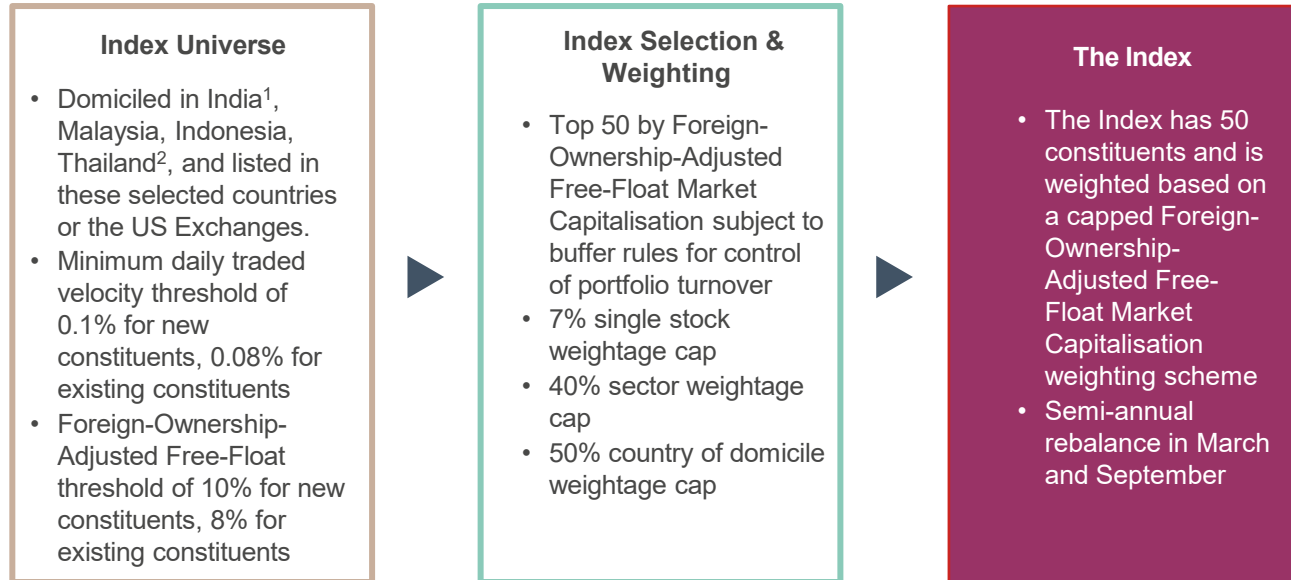 Index Universe
• Domiciled in India¹,
Malaysia, Indonesia,
Thailand², and listed in
these selected countries
or the US Exchanges.
• Minimum daily traded
velocity threshold of
0.1% for new
constituents, 0.08% for
existing constituents
• Foreign-Ownership-
Adjusted Free-Float
threshold of 10% for new
constituents, 8% for
existing constituents
Index Selection &
Weighting
• Top 50 by Foreign-
Ownership-Adjusted
Free-Float Market
Capitalisation subject to
buffer rules for control
of portfolio turnover
• 7% single stock
weightage cap
• 40% sector weightage
cap
• 50% country of domicile
weightage cap
The Index
• The Index has 50
constituents and is
weighted based on
a capped Foreign-
Ownership-
Adjusted Free-
Float Market
Capitalisation
weighting scheme
• Semi-annual
rebalance in March
and September